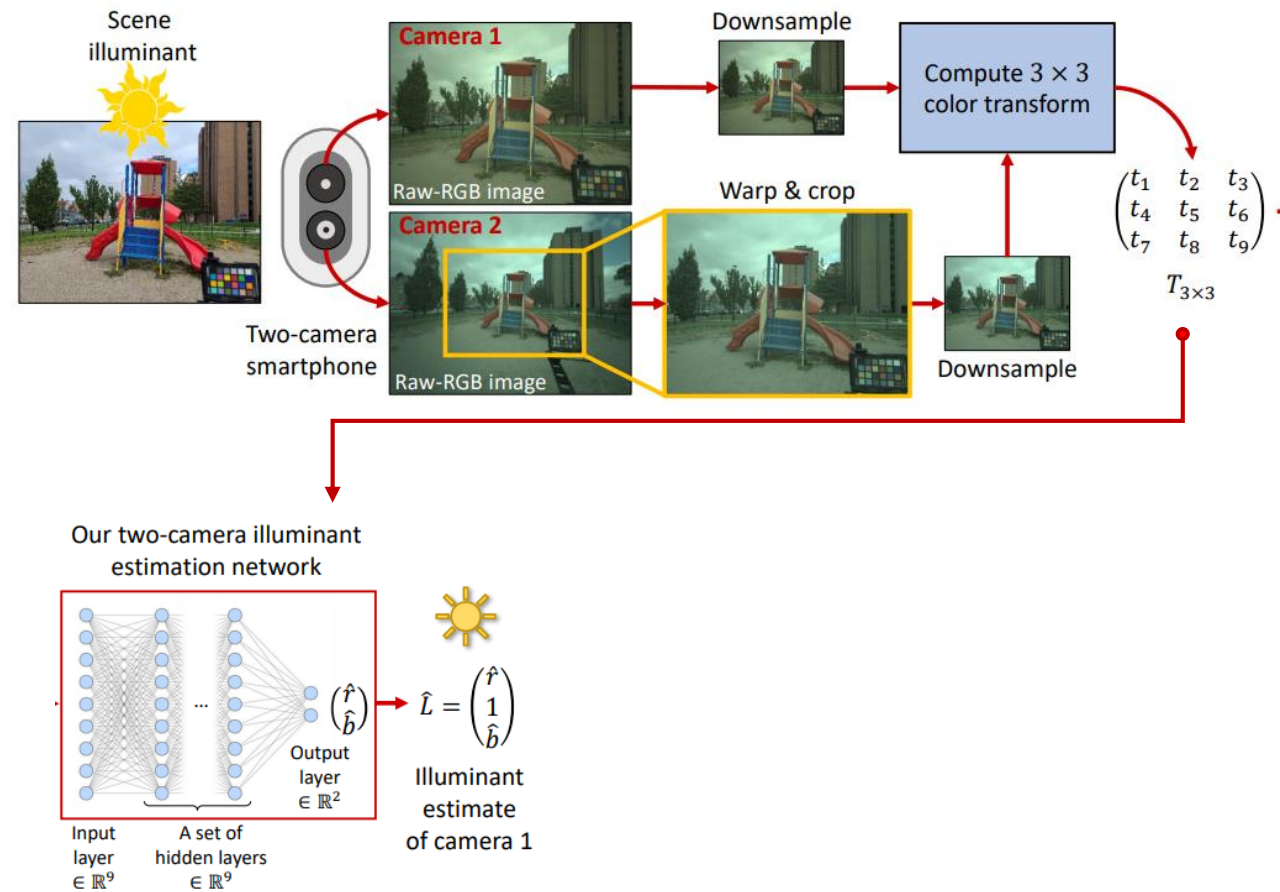 Scene
illuminant
Camera 1
Raw-RGB image
Camera 2
Raw-RGB image
Two-camera
smartphone
Downsample
Warp & crop
Downsample
Compute 3 × 3
color transform
t₁ t₂ t₃
t₄ t₅ t₆
t₇ t₈ t₉
T₃ₓ₃
Our two-camera illuminant
estimation network
...
(r̂
b̂)
Output
layer
∈ ℝ²
Input
layer
∈ ℝ⁹
A set of
hidden layers
∈ ℝ⁹
L̂ = (r̂
1
b̂)
Illuminant
estimate
of camera 1